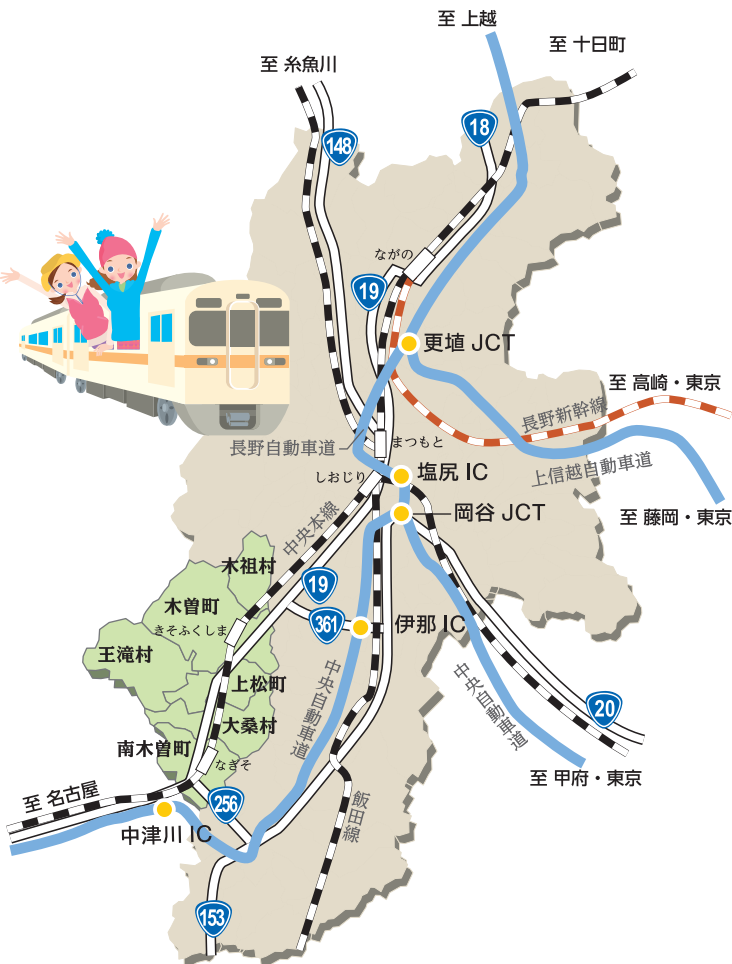 至 上越
至 十日町
至 糸魚川
18
148
ながの
19
更埴 JCT
至 高崎・東京
長野新幹線
まつもと
長野自動車道
上信越自動車道
しおじり
塩尻 IC
岡谷 JCT
至 藤岡・東京
中央本線
木祖村
19
木曽町
361
伊那 IC
きそふくしま
王滝村
上松町
中央自動車道
中央自動車道
大桑村
20
南木曽町
なぎそ
至 甲府・東京
至 名古屋
256
飯田線
中津川 IC
153